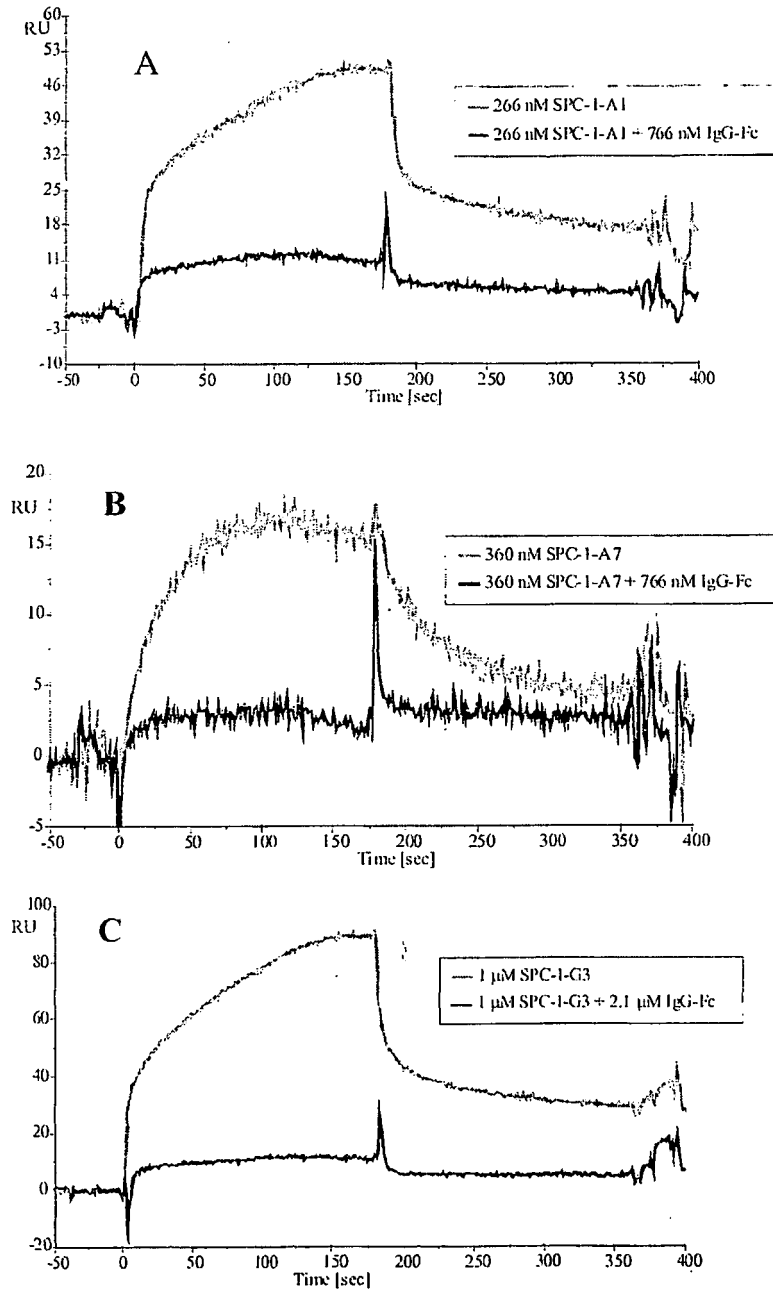 60
RU
53
46
39
32
25
18
11
4
-3
-10
A
266 nM SPC-1-A1
266 nM SPC-1-A1 + 766 nM IgG-Fc
-50 0 50 100 150 200 250 300 350 400
Time [sec]
20
RU
15
10
5
0
-5
B
360 nM SPC-1-A7
360 nM SPC-1-A7 + 766 nM IgG-Fc
-50 0 50 100 150 200 250 300 350 400
Time [sec]
100
RU
80
60
40
20
0
-20
C
1 µM SPC-1-G3
1 µM SPC-1-G3 + 2.1 µM IgG-Fc
-50 0 50 100 150 200 250 300 350 400
Time [sec]